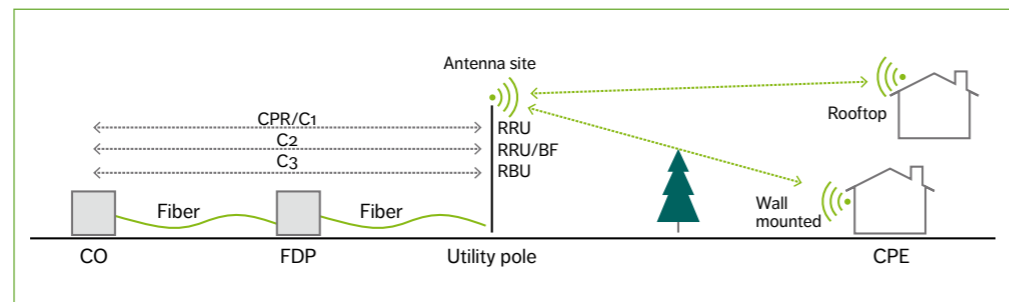 Antenna site
CPR/C1
RRU
Rooftop
C2
RRU/BF
C3
RBU
Fiber
Fiber
Wall
mounted
CO
FDP
Utility pole
CPE